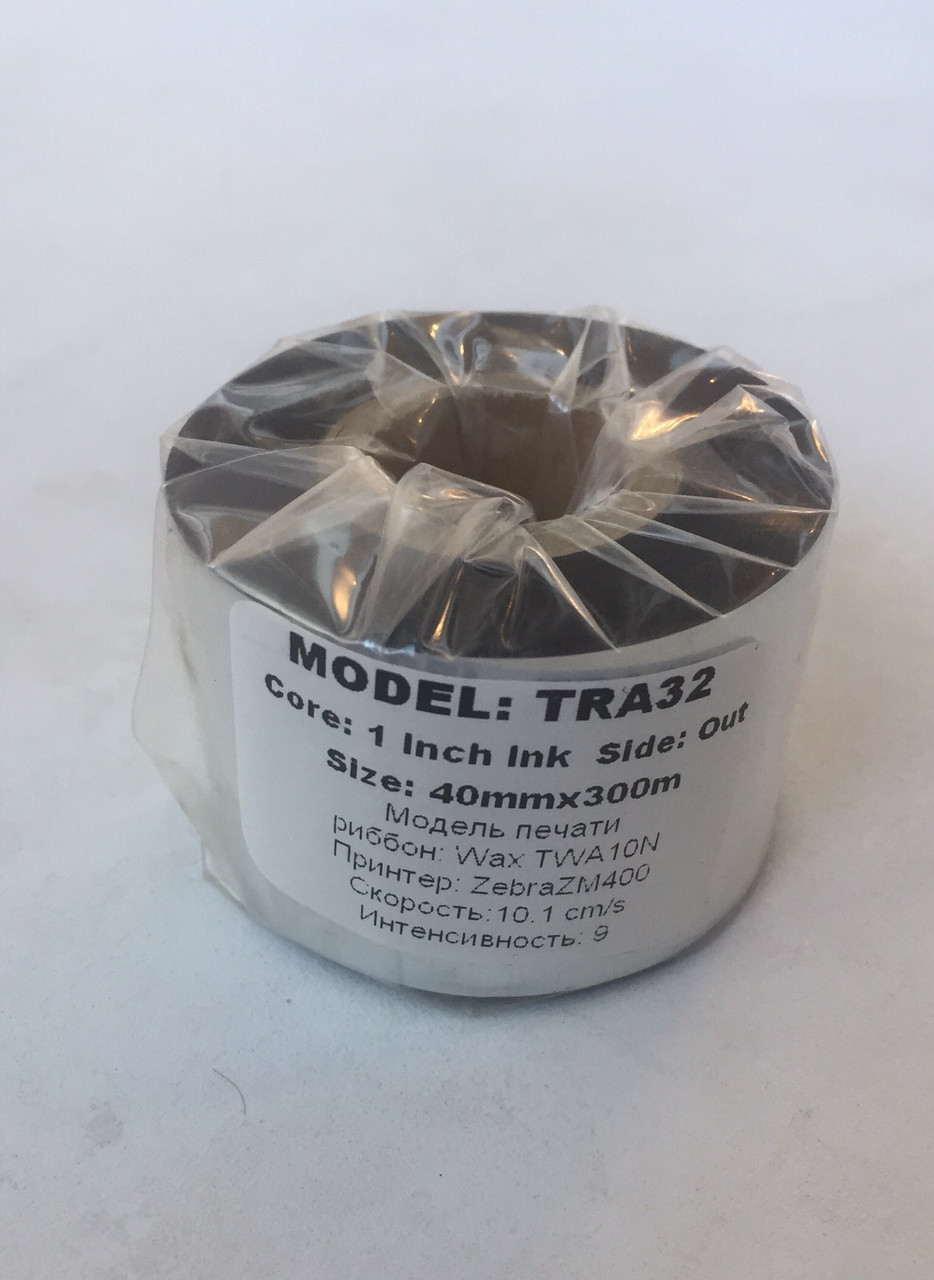 MODEL: TRA32
Core: 1 Inch Ink Side: Out
Size: 40mmx300m
Модель печати
риббон: Wax TWA10N
Принтер: ZebraZM400
Скорость:10.1 cm/s
Интенсивность: 9